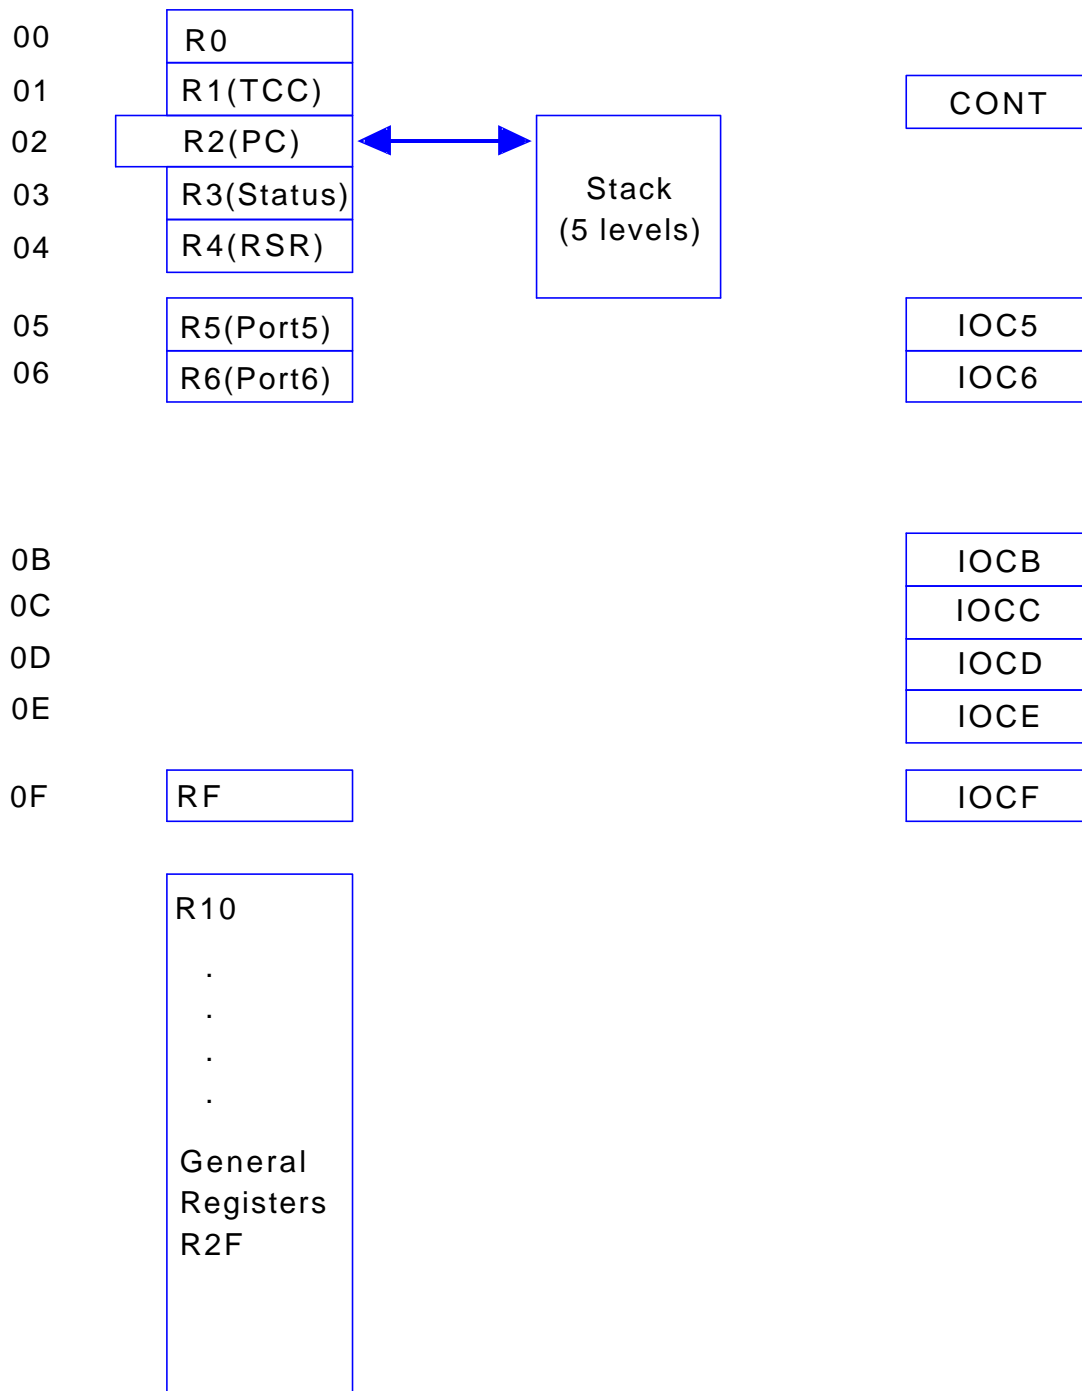 00 R0
01 R1(TCC) CONT
02 R2(PC)
03 R3(Status) Stack
04 R4(RSR) (5 levels)
05 R5(Port5) IOC5
06 R6(Port6) IOC6
0B IOCB
0C IOCC
0D IOCD
0E IOCE
0F RF IOCF
R10
.
.
.
.
General
Registers
R2F